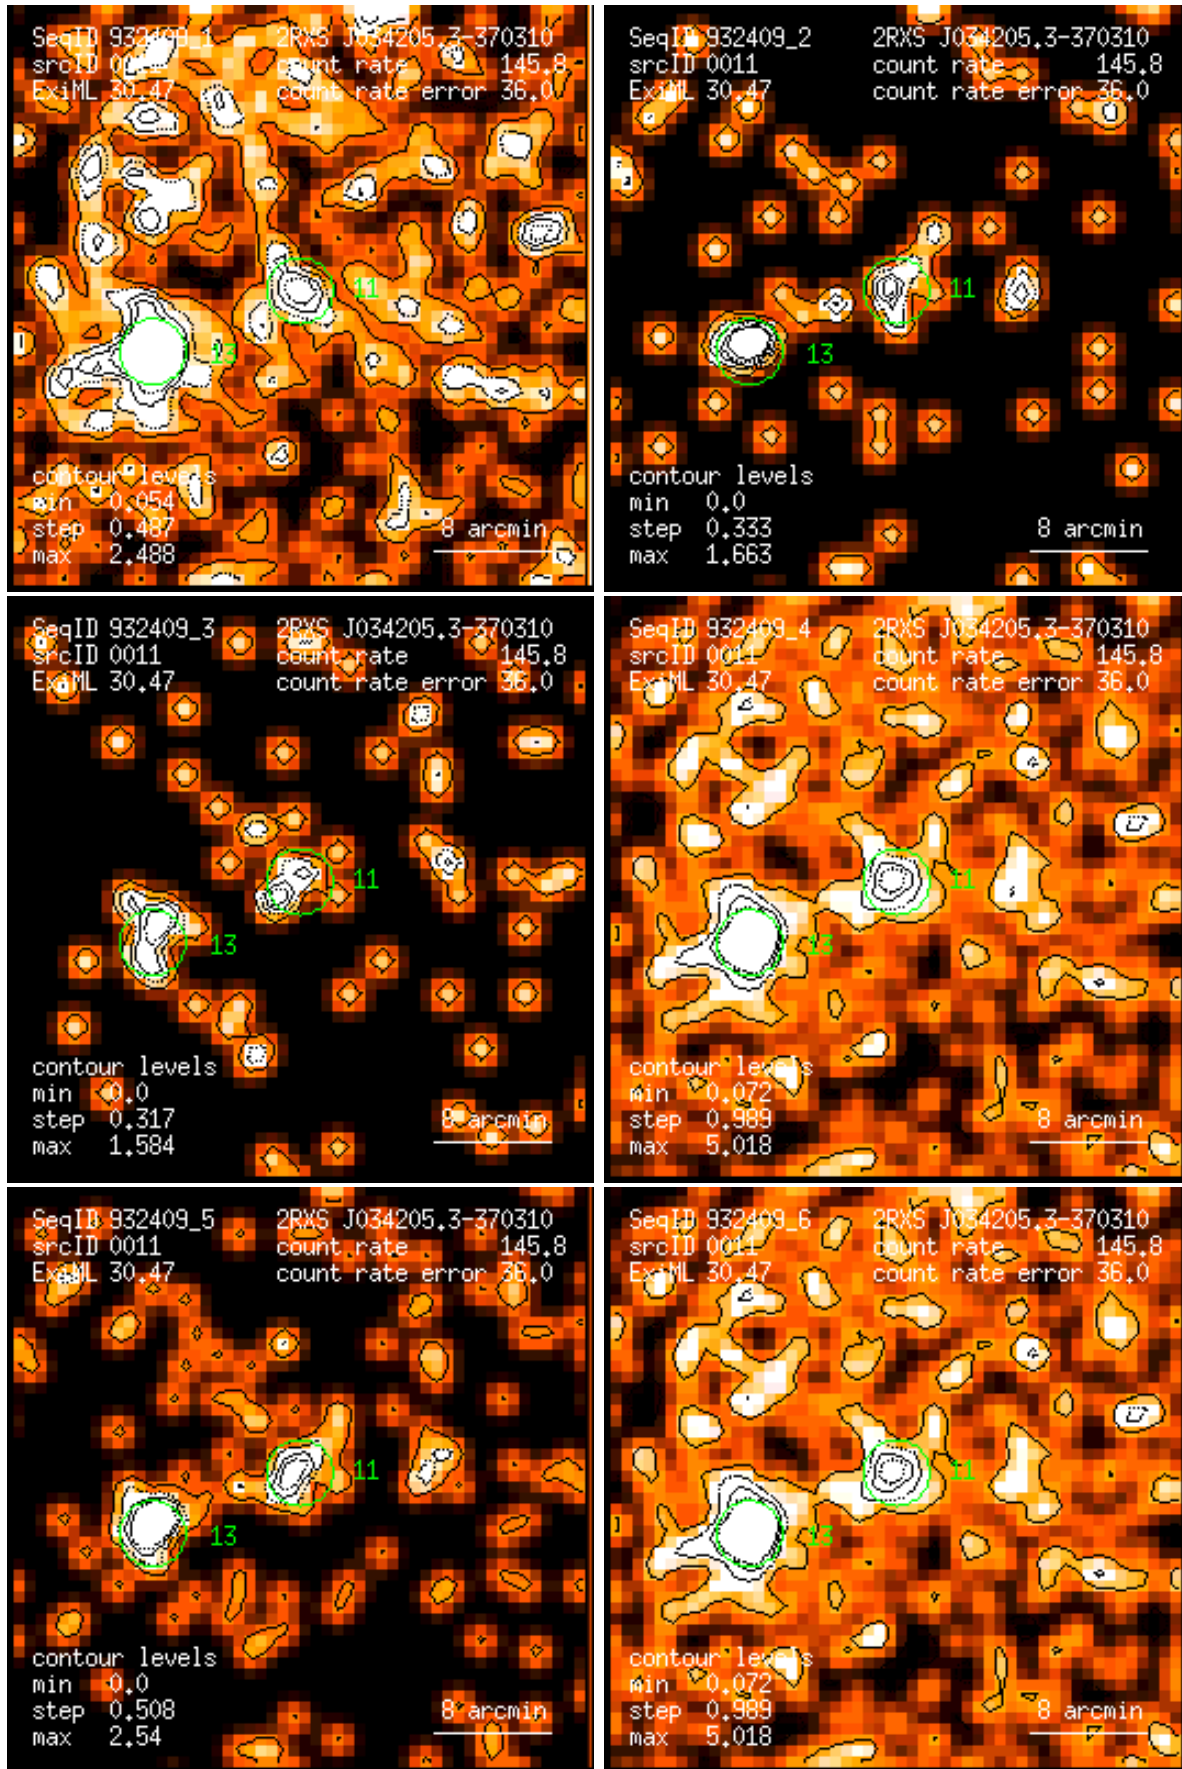 SeqID 932409_1 2RXS J034205.3-370310
srcID 0011 count rate 145.8
ExiML 30.47 count rate error 36.0
11
13
contour levels
min 0.054
step 0.487 8 arcmin
max 2.488
SeqID 932409_2 2RXS J034205.3-370310
srcID 0011 count rate 145.8
ExiML 30.47 count rate error 36.0
11
13
contour levels
min 0.0
step 0.333 8 arcmin
max 1.663
SeqID 932409_3 2RXS J034205.3-370310
srcID 0011 count rate 145.8
ExiML 30.47 count rate error 36.0
11
13
contour levels
min 0.0
step 0.317 8 arcmin
max 1.584
SeqID 932409_4 2RXS J034205.3-370310
srcID 0011 count rate 145.8
ExiML 30.47 count rate error 36.0
11
13
contour levels
min 0.072
step 0.989 8 arcmin
max 5.018
SeqID 932409_5 2RXS J034205.3-370310
srcID 0011 count rate 145.8
ExiML 30.47 count rate error 36.0
11
13
contour levels
min 0.0
step 0.508 8 arcmin
max 2.54
SeqID 932409_6 2RXS J034205.3-370310
srcID 0011 count rate 145.8
ExiML 30.47 count rate error 36.0
11
13
contour levels
min 0.072
step 0.989 8 arcmin
max 5.018